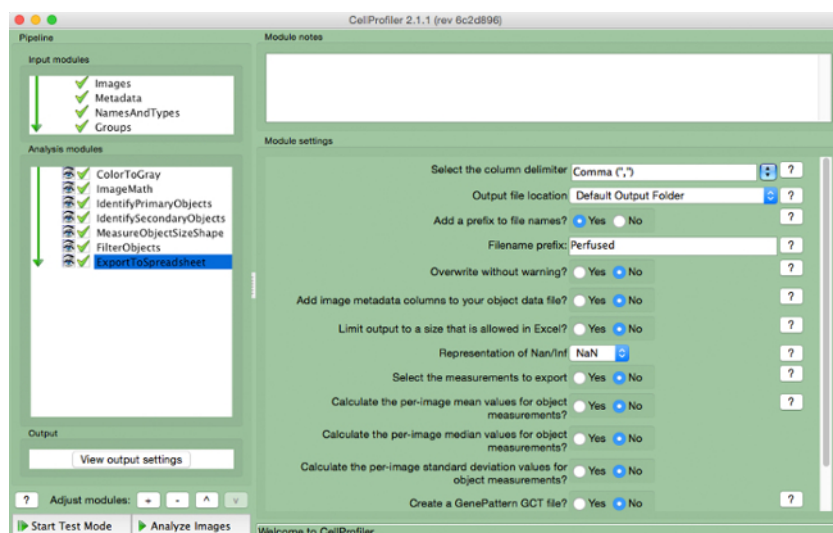 CellProfiler 2.1.1 (rev 6c2d896)
Pipeline
Input modules
Images
Metadata
NamesAndTypes
Groups
Analysis modules
ColorToGray
ImageMath
IdentifyPrimaryObjects
IdentifySecondaryObjects
MeasureObjectSizeShape
FilterObjects
ExportToSpreadsheet
Output
View output settings
? Adjust modules: + - ^ v
Start Test Mode Analyze Images
Module notes
Module settings
Select the column delimiter Comma (",") ?
Output file location Default Output Folder ?
Add a prefix to file names? Yes No ?
Filename prefix: Perfused ?
Overwrite without warning? Yes No ?
Add image metadata columns to your object data file? Yes No ?
Limit output to a size that is allowed in Excel? Yes No ?
Representation of Nan/Inf NaN ?
Select the measurements to export Yes No ?
Calculate the per-image mean values for object Yes No ?
measurements?
Calculate the per-image median values for object Yes No
measurements?
Calculate the per-image standard deviation values for Yes No
object measurements?
Create a GenePattern GCT file? Yes No ?
Welcome to CellProfiler